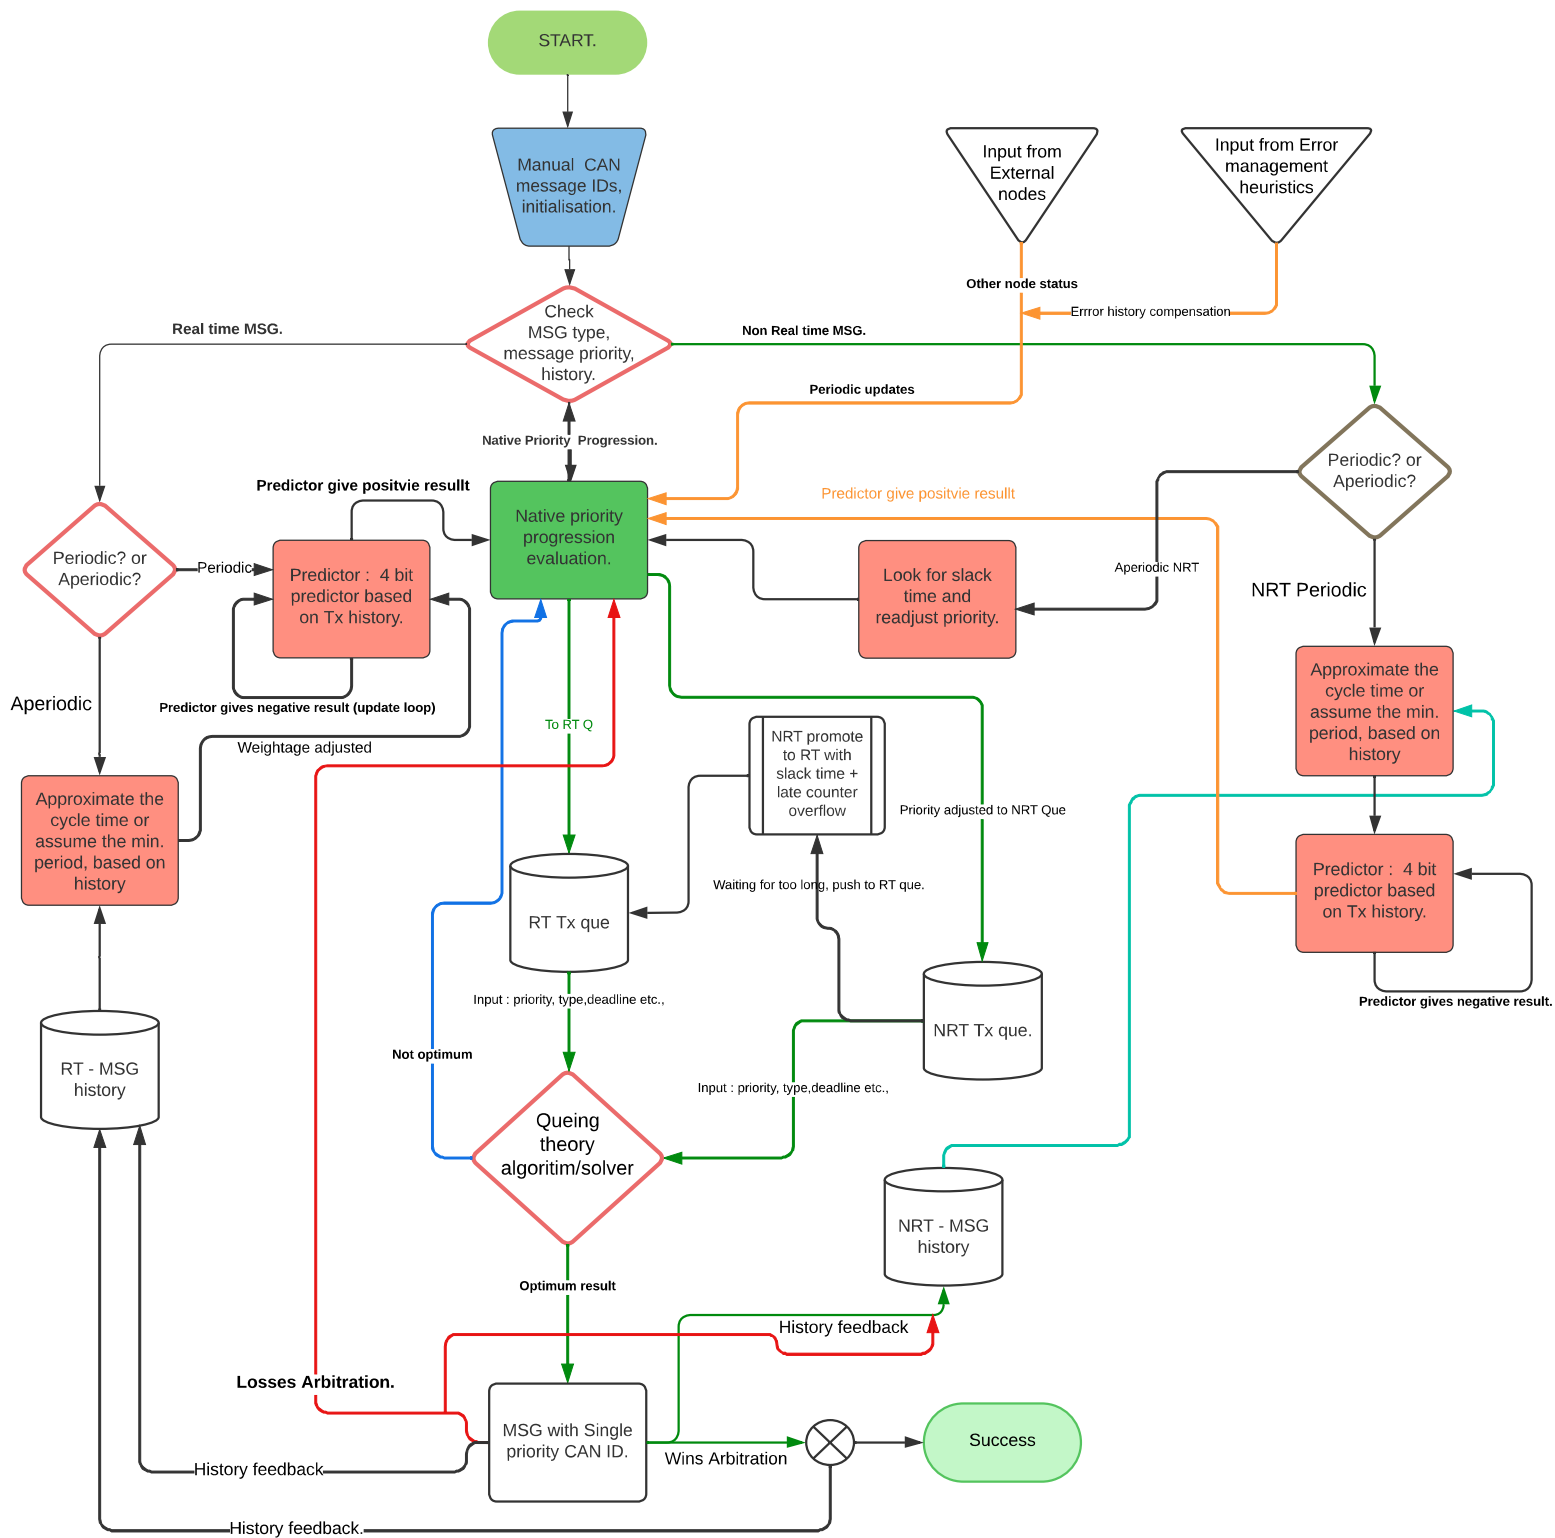 START.
Manual CAN
message IDs,
initialisation.
Input from
External
nodes
Input from Error
management
heuristics
Other node status
Errror history compensation
Check
MSG type,
message priority,
history.
Real time MSG.
Non Real time MSG.
Periodic updates
Native Priority Progression.
Periodic? or
Aperiodic?
Predictor give positvie resullt
Predictor give positvie resullt
Native priority
progression
evaluation.
Periodic? or
Aperiodic?
Periodic
Predictor : 4 bit
predictor based
on Tx history.
Look for slack
time and
readjust priority.
Aperiodic NRT
NRT Periodic
Aperiodic
Predictor gives negative result (update loop)
Weightage adjusted
To RT Q
Approximate the
cycle time or
assume the min.
period, based on
history
NRT promote
to RT with
slack time +
late counter
overflow
Priority adjusted to NRT Que
Approximate the
cycle time or
assume the min.
period, based on
history
Waiting for too long, push to RT que.
Predictor : 4 bit
predictor based
on Tx history.
RT Tx que
Predictor gives negative result.
Input : priority, type,deadline etc.,
NRT Tx que.
RT - MSG
history
Not optimum
Input : priority, type,deadline etc.,
Queing
theory
algoritim/solver
NRT - MSG
history
Optimum result
History feedback
Losses Arbitration.
MSG with Single
priority CAN ID.
Wins Arbitration
Success
History feedback
History feedback.